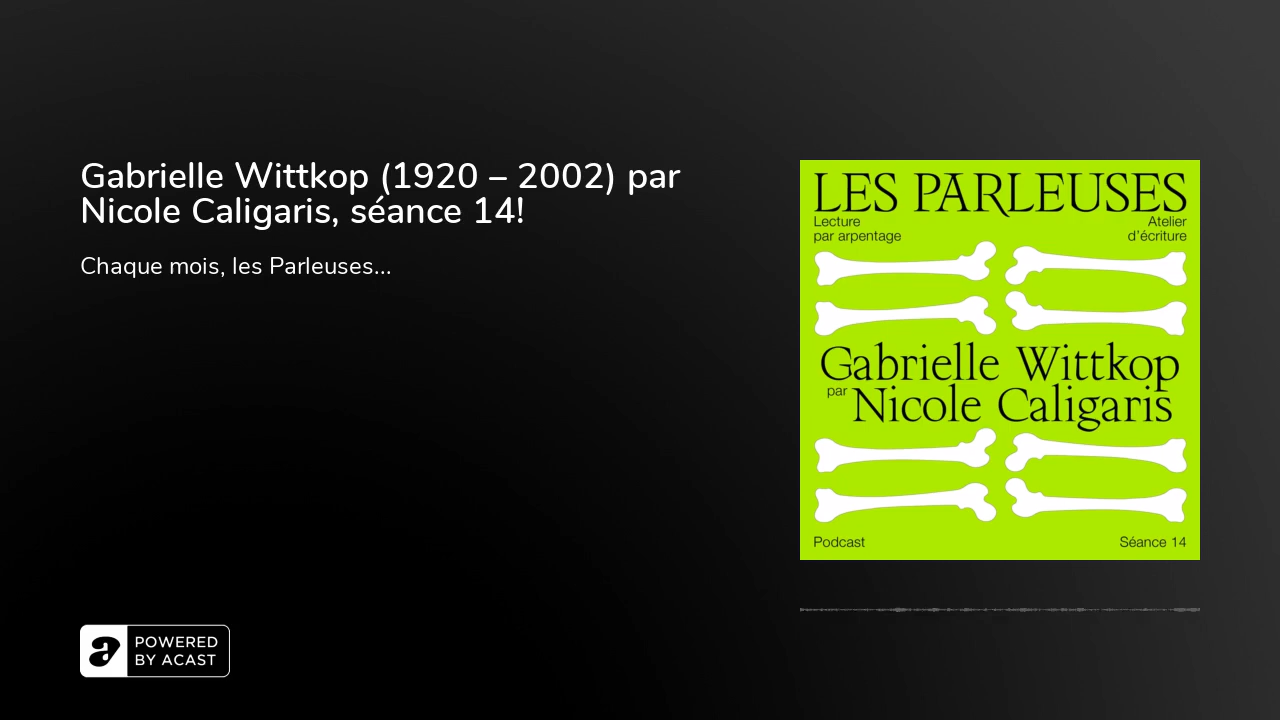 Gabrielle Wittkop (1920 – 2002) par
Nicole Caligaris, séance 14!
Chaque mois, les Parleuses...
LES PARLEUSES
Lecture
par arpentage
Atelier
d'écriture
Gabrielle Wittkop
par Nicole Caligaris
Podcast
Séance 14
POWERED
BY ACAST